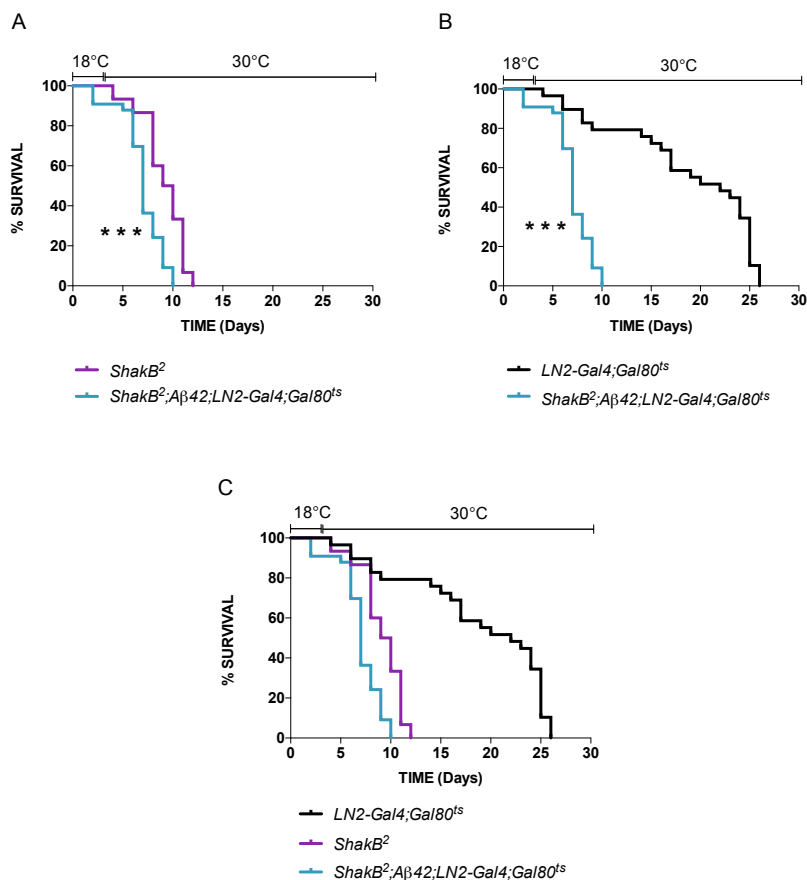 A
18°C 30°C
100
80
60
40
20
0
% SURVIVAL
* * *
0 5 10 15 20 25 30
TIME (Days)
ShakB²
ShakB²;Aβ42;LN2-Gal4;Gal80ᵗˢ
B
18°C 30°C
100
80
60
40
20
0
% SURVIVAL
* * *
0 5 10 15 20 25 30
TIME (Days)
LN2-Gal4;Gal80ᵗˢ
ShakB²;Aβ42;LN2-Gal4;Gal80ᵗˢ
C
18°C 30°C
100
80
60
40
20
0
% SURVIVAL
0 5 10 15 20 25 30
TIME (Days)
LN2-Gal4;Gal80ᵗˢ
ShakB²
ShakB²;Aβ42;LN2-Gal4;Gal80ᵗˢ